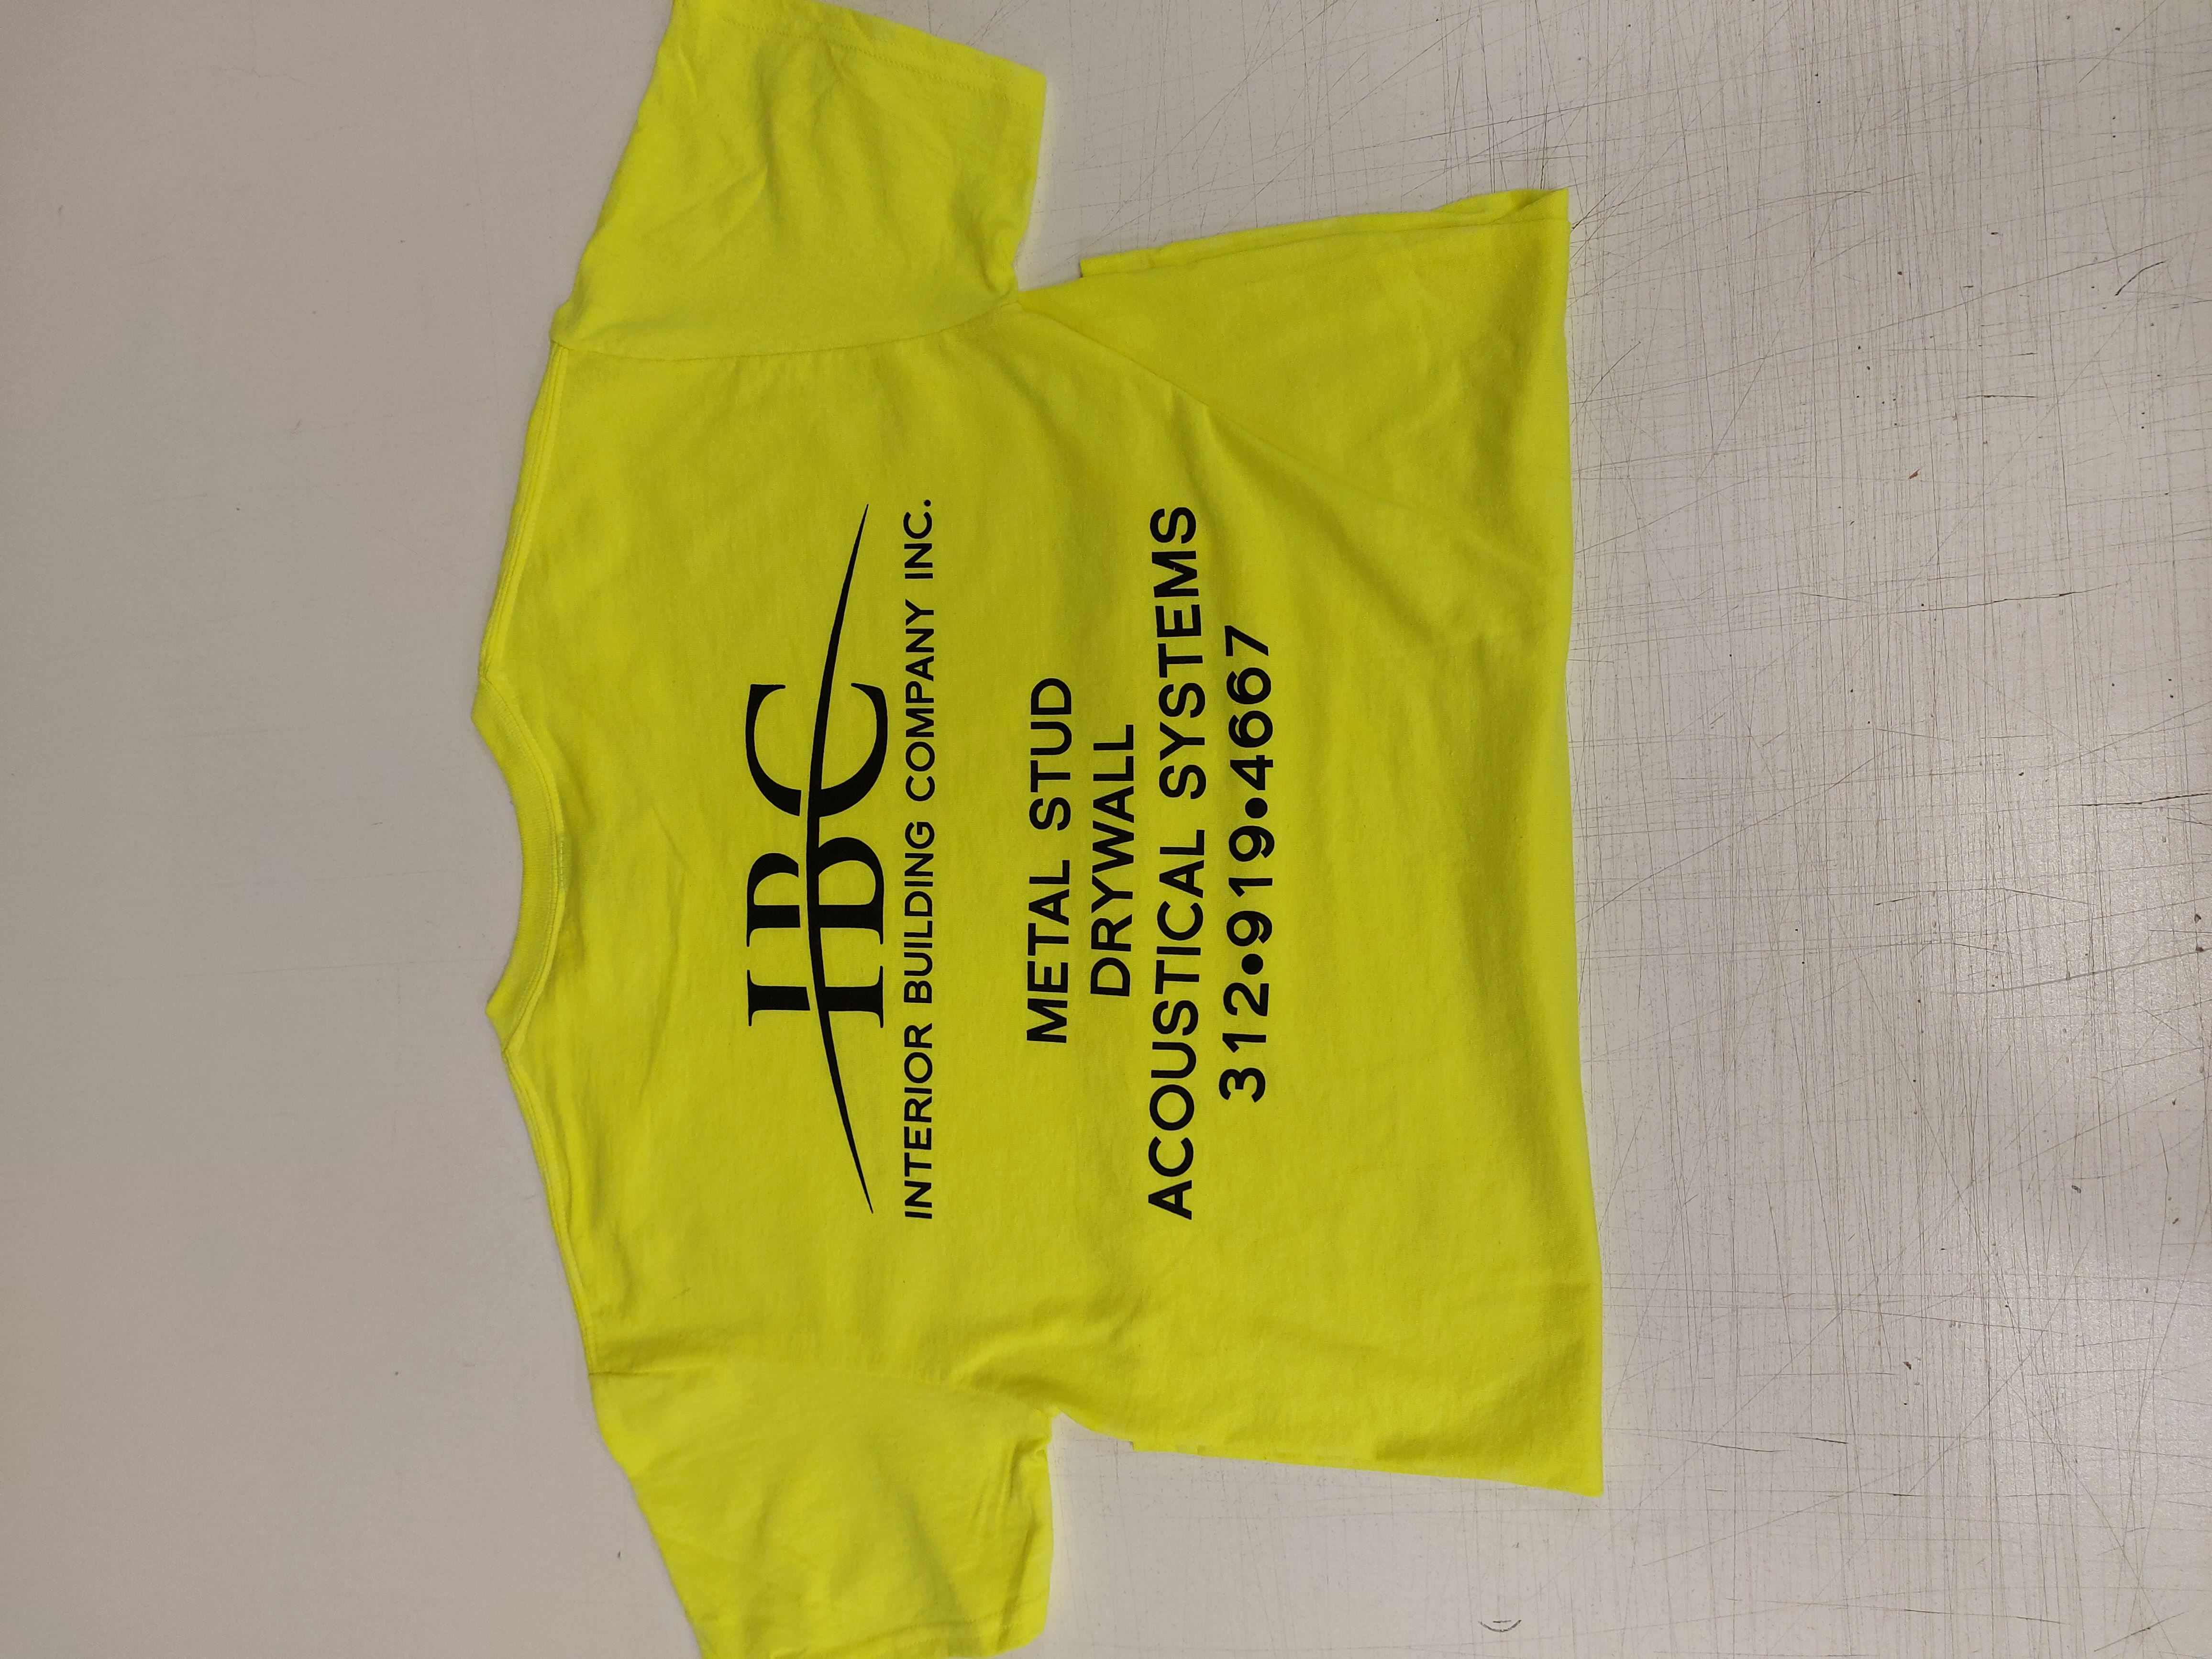 IBC
INTERIOR BUILDING COMPANY INC.
METAL STUD
DRYWALL
ACOUSTICAL SYSTEMS
312•919•4667